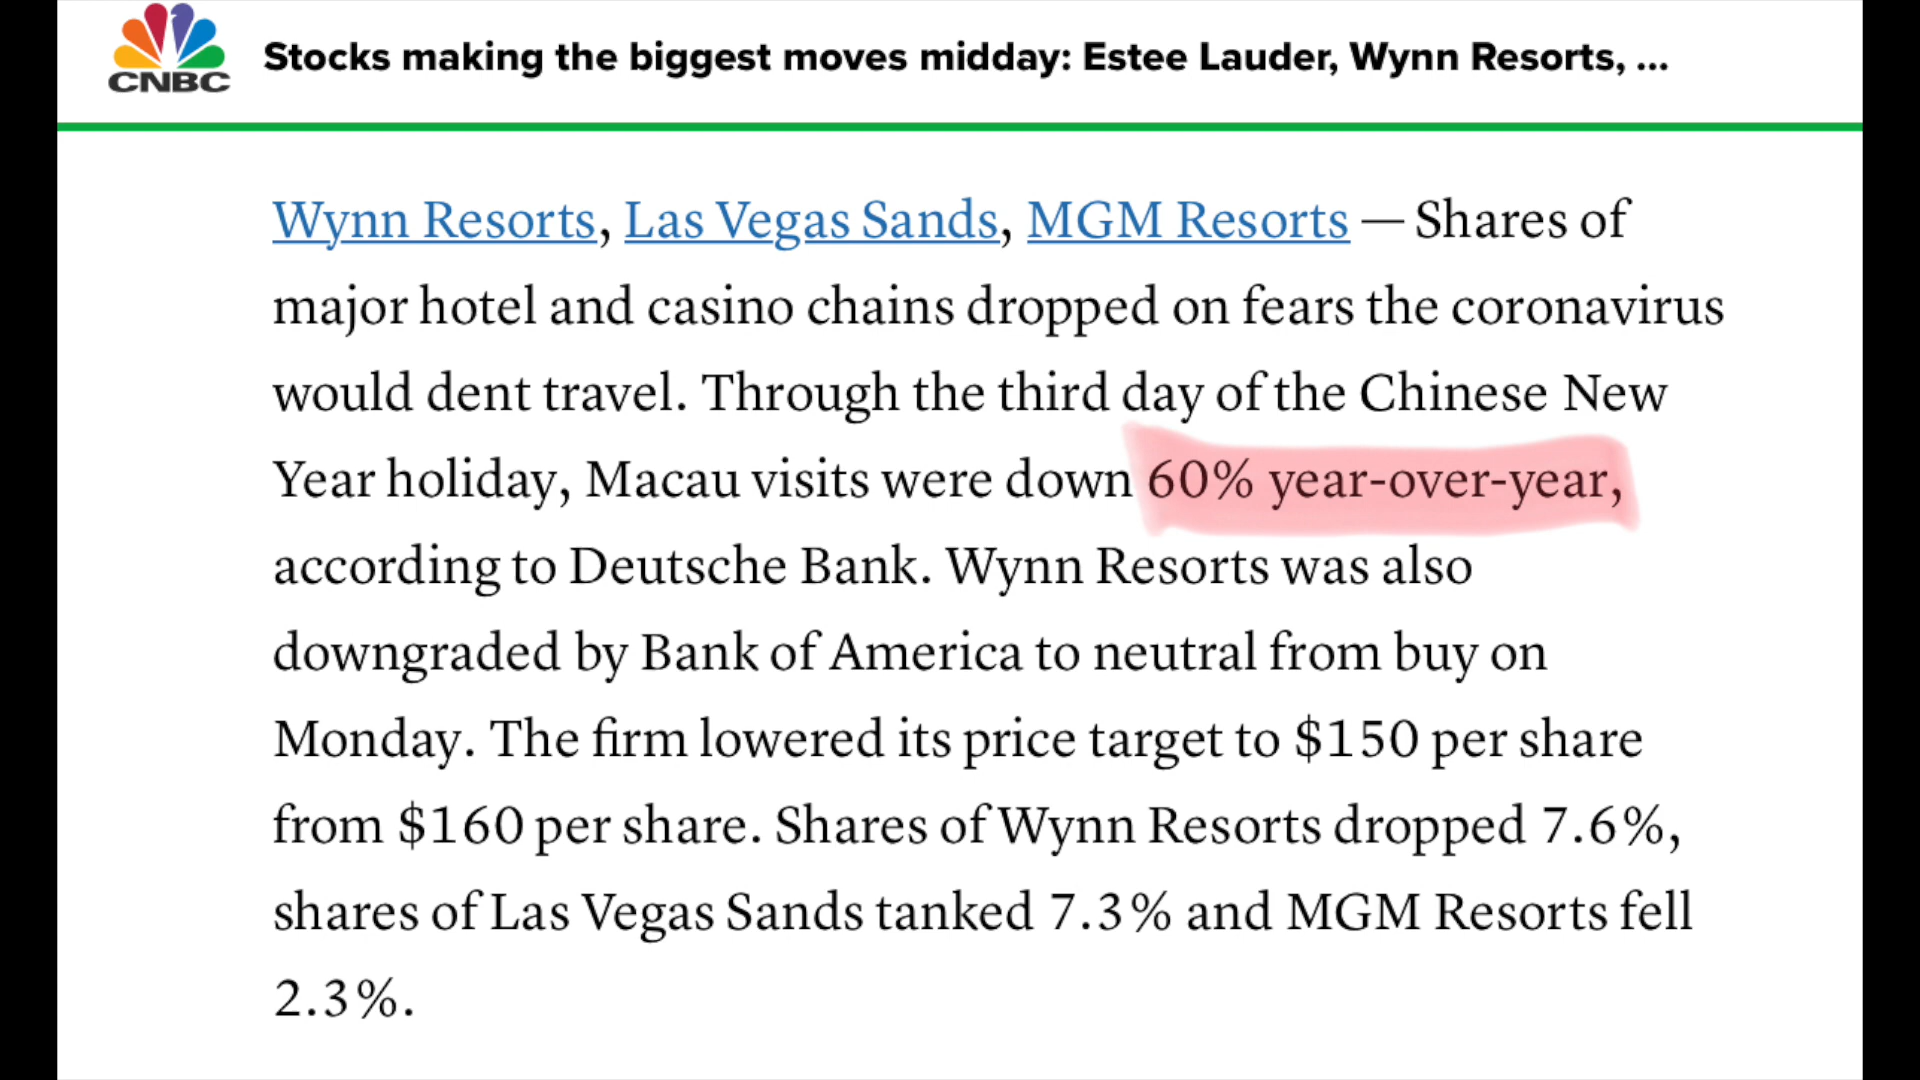 CNBC
Stocks making the biggest moves midday: Estee Lauder, Wynn Resorts, ...
Wynn Resorts, Las Vegas Sands, MGM Resorts — Shares of
major hotel and casino chains dropped on fears the coronavirus
would dent travel. Through the third day of the Chinese New
Year holiday, Macau visits were down 60% year-over-year,
according to Deutsche Bank. Wynn Resorts was also
downgraded by Bank of America to neutral from buy on
Monday. The firm lowered its price target to $150 per share
from $160 per share. Shares of Wynn Resorts dropped 7.6%,
shares of Las Vegas Sands tanked 7.3% and MGM Resorts fell
2.3%.